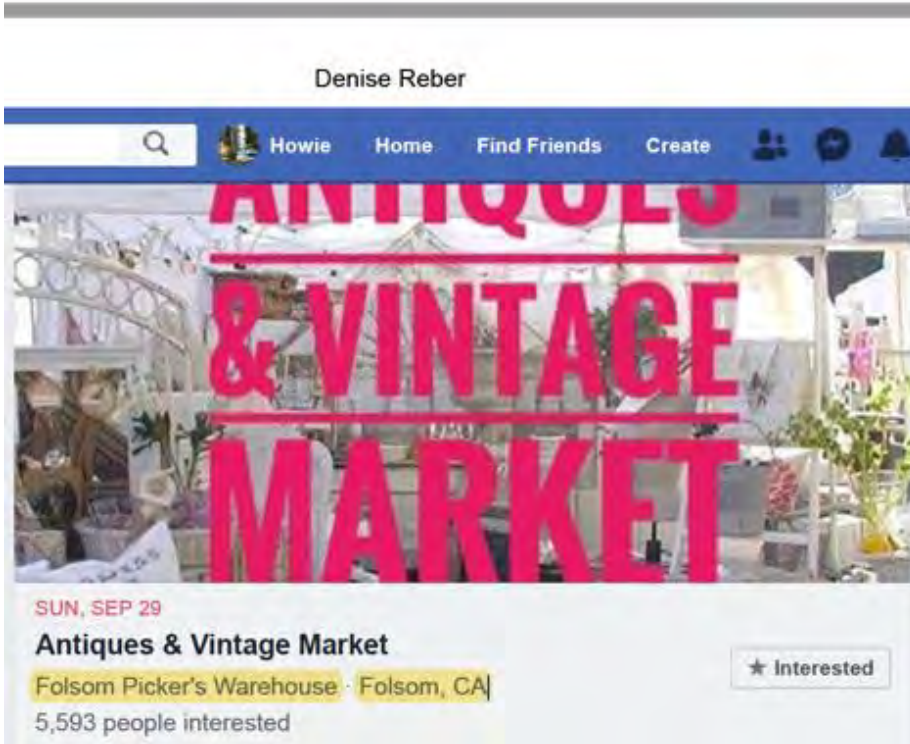 Denise Reber
Howie Home Find Friends Create
ANTIQUES
& VINTAGE
MARKET
SUN, SEP 29
Antiques & Vintage Market
Folsom Picker's Warehouse · Folsom, CA
★ Interested
5,593 people interested